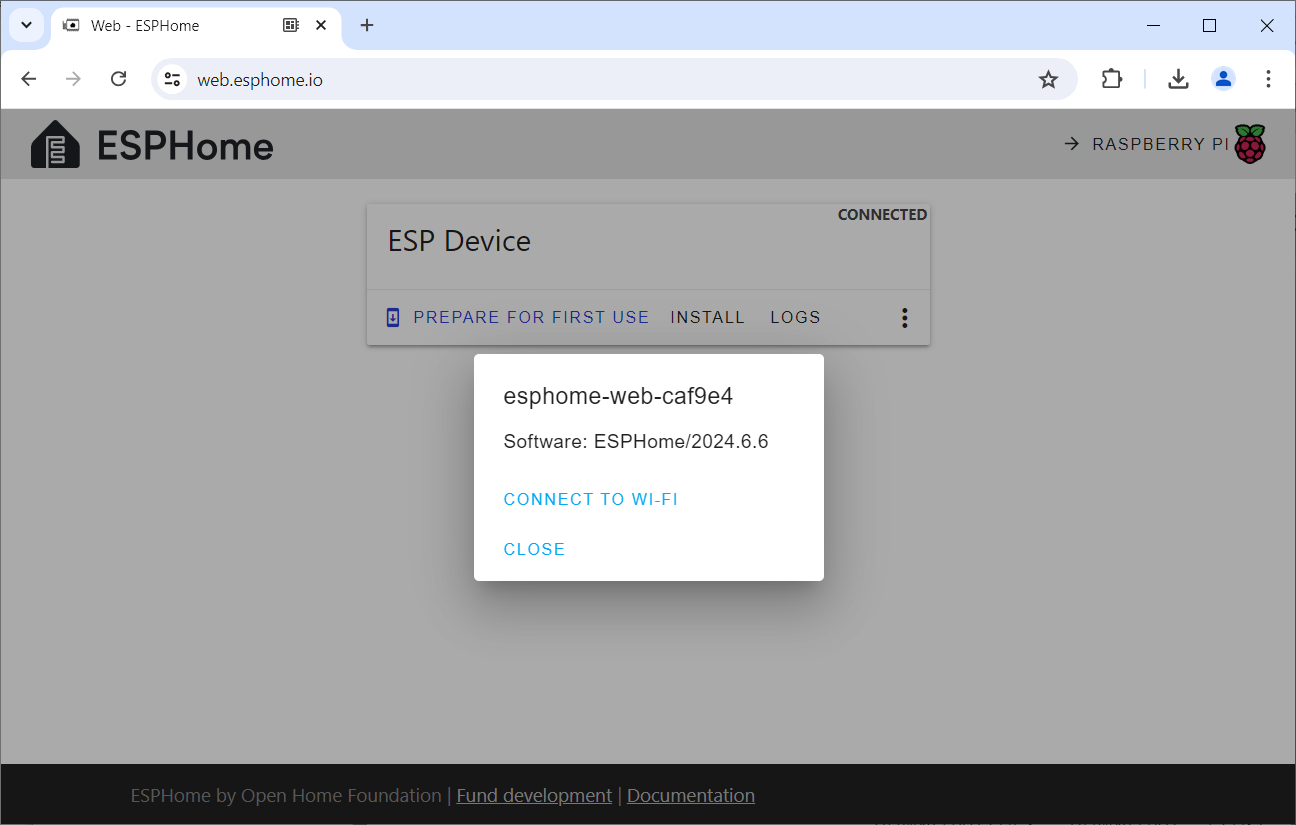 Web - ESPHome
web.esphome.io
ESPHome
RASPBERRY PI
CONNECTED
ESP Device
PREPARE FOR FIRST USE INSTALL LOGS
esphome-web-caf9e4
Software: ESPHome/2024.6.6
CONNECT TO WI-FI
CLOSE
ESPHome by Open Home Foundation | Fund development | Documentation